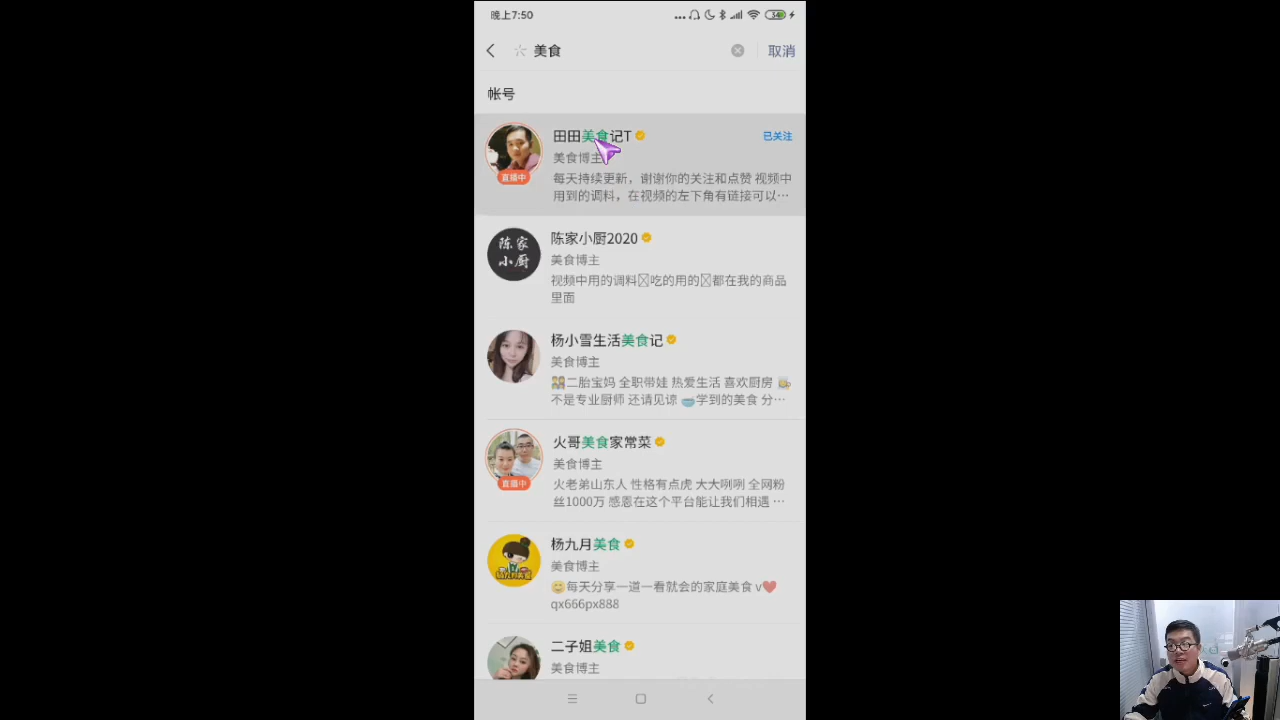 晚上7:50
34
美食
取消
帐号
田田美食记T
已关注
美食博主
每天持续更新，谢谢你的关注和点赞 视频中
用到的调料，在视频的左下角有链接可以…
直播中
陈家小厨
陈家小厨2020
美食博主
视频中用的调料吃的用的都在我的商品
里面
杨小雪生活美食记
美食博主
二胎宝妈 全职带娃 热爱生活 喜欢厨房
不是专业厨师 还请见谅 学到的美食 分…
火哥美食家常菜
美食博主
火老弟山东人 性格有点虎 大大咧咧 全网粉
丝1000万 感恩在这个平台能让我们相遇 …
直播中
杨九月美食
美食博主
😊每天分享一道一看就会的家庭美食 v❤️
qx666px888
二子姐美食
美食博主